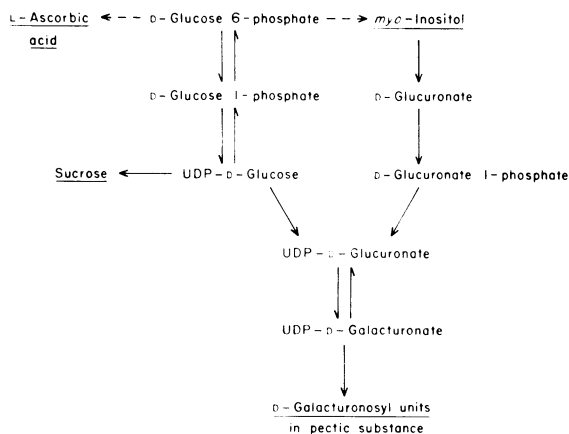 L-Ascorbic acid
D-Glucose 6-phosphate
myo-Inositol
D-Glucose 1-phosphate
D-Glucuronate
Sucrose
UDP-D-Glucose
D-Glucuronate 1-phosphate
UDP-D-Glucuronate
UDP-D-Galacturonate
D-Galacturonosyl units
in pectic substance